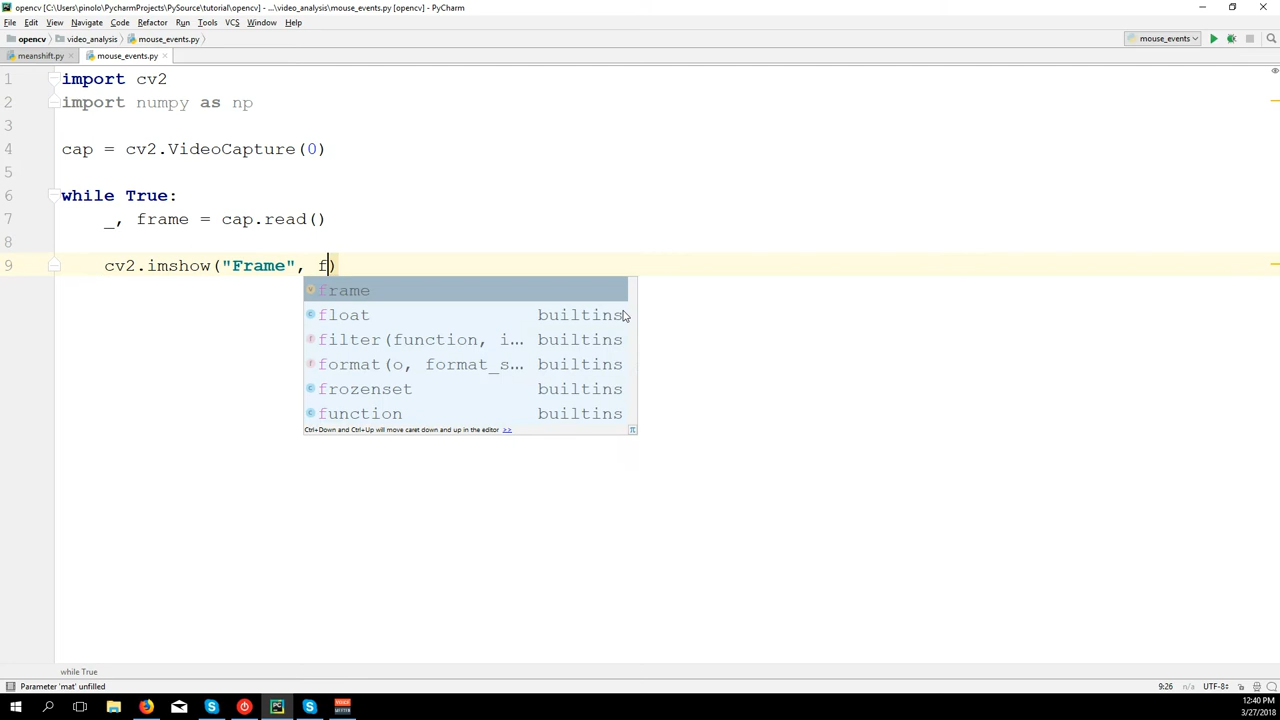 opencv [C:\Users\pinolo\PycharmProjects\PySource\tutorial\opencv] - ...\video_analysis\mouse_events.py [opencv] - PyCharm
File Edit View Navigate Code Refactor Run Tools VCS Window Help
opencv video_analysis mouse_events.py mouse_events
meanshift.py mouse_events.py
1 import cv2
2 import numpy as np
3
4 cap = cv2.VideoCapture(0)
5
6 while True:
7 _, frame = cap.read()
8
9 cv2.imshow("Frame", f)
frame
float builtins
filter(function, i... builtins
format(o, format_s... builtins
frozenset builtins
function builtins
Ctrl+Down and Ctrl+Up will move caret down and up in the editor >> π
while True
Parameter 'mat' unfilled 9:26 n/a UTF-8
PC 12:40 PM
3/27/2018